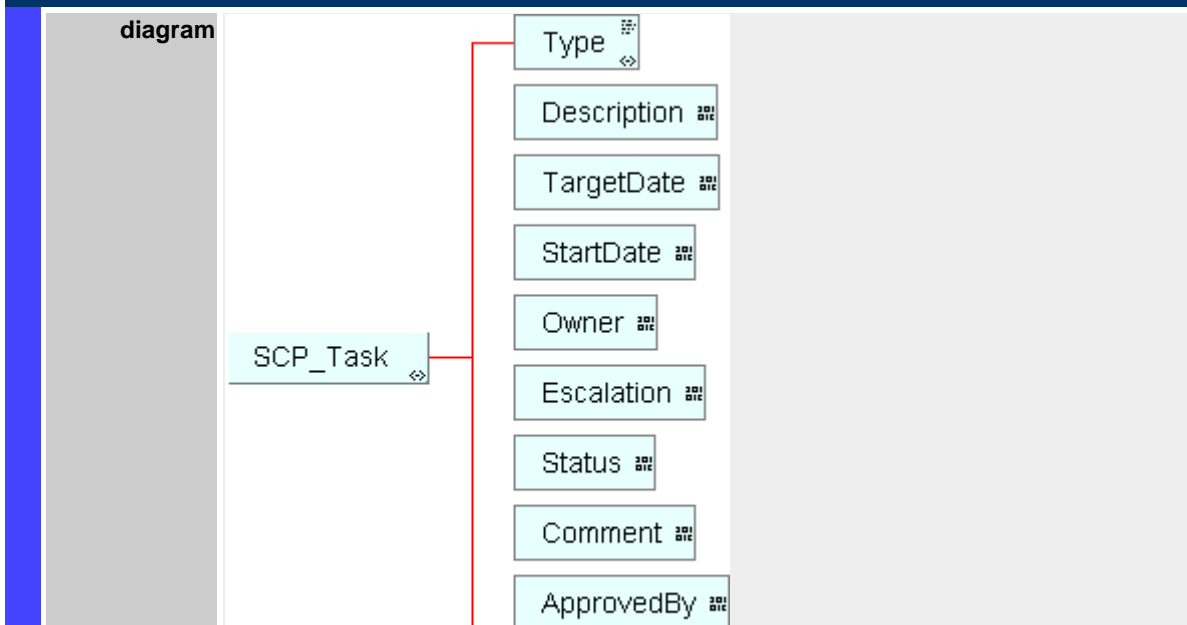 diagram
Type
Description
TargetDate
StartDate
Owner
SCP_Task
Escalation
Status
Comment
ApprovedBy